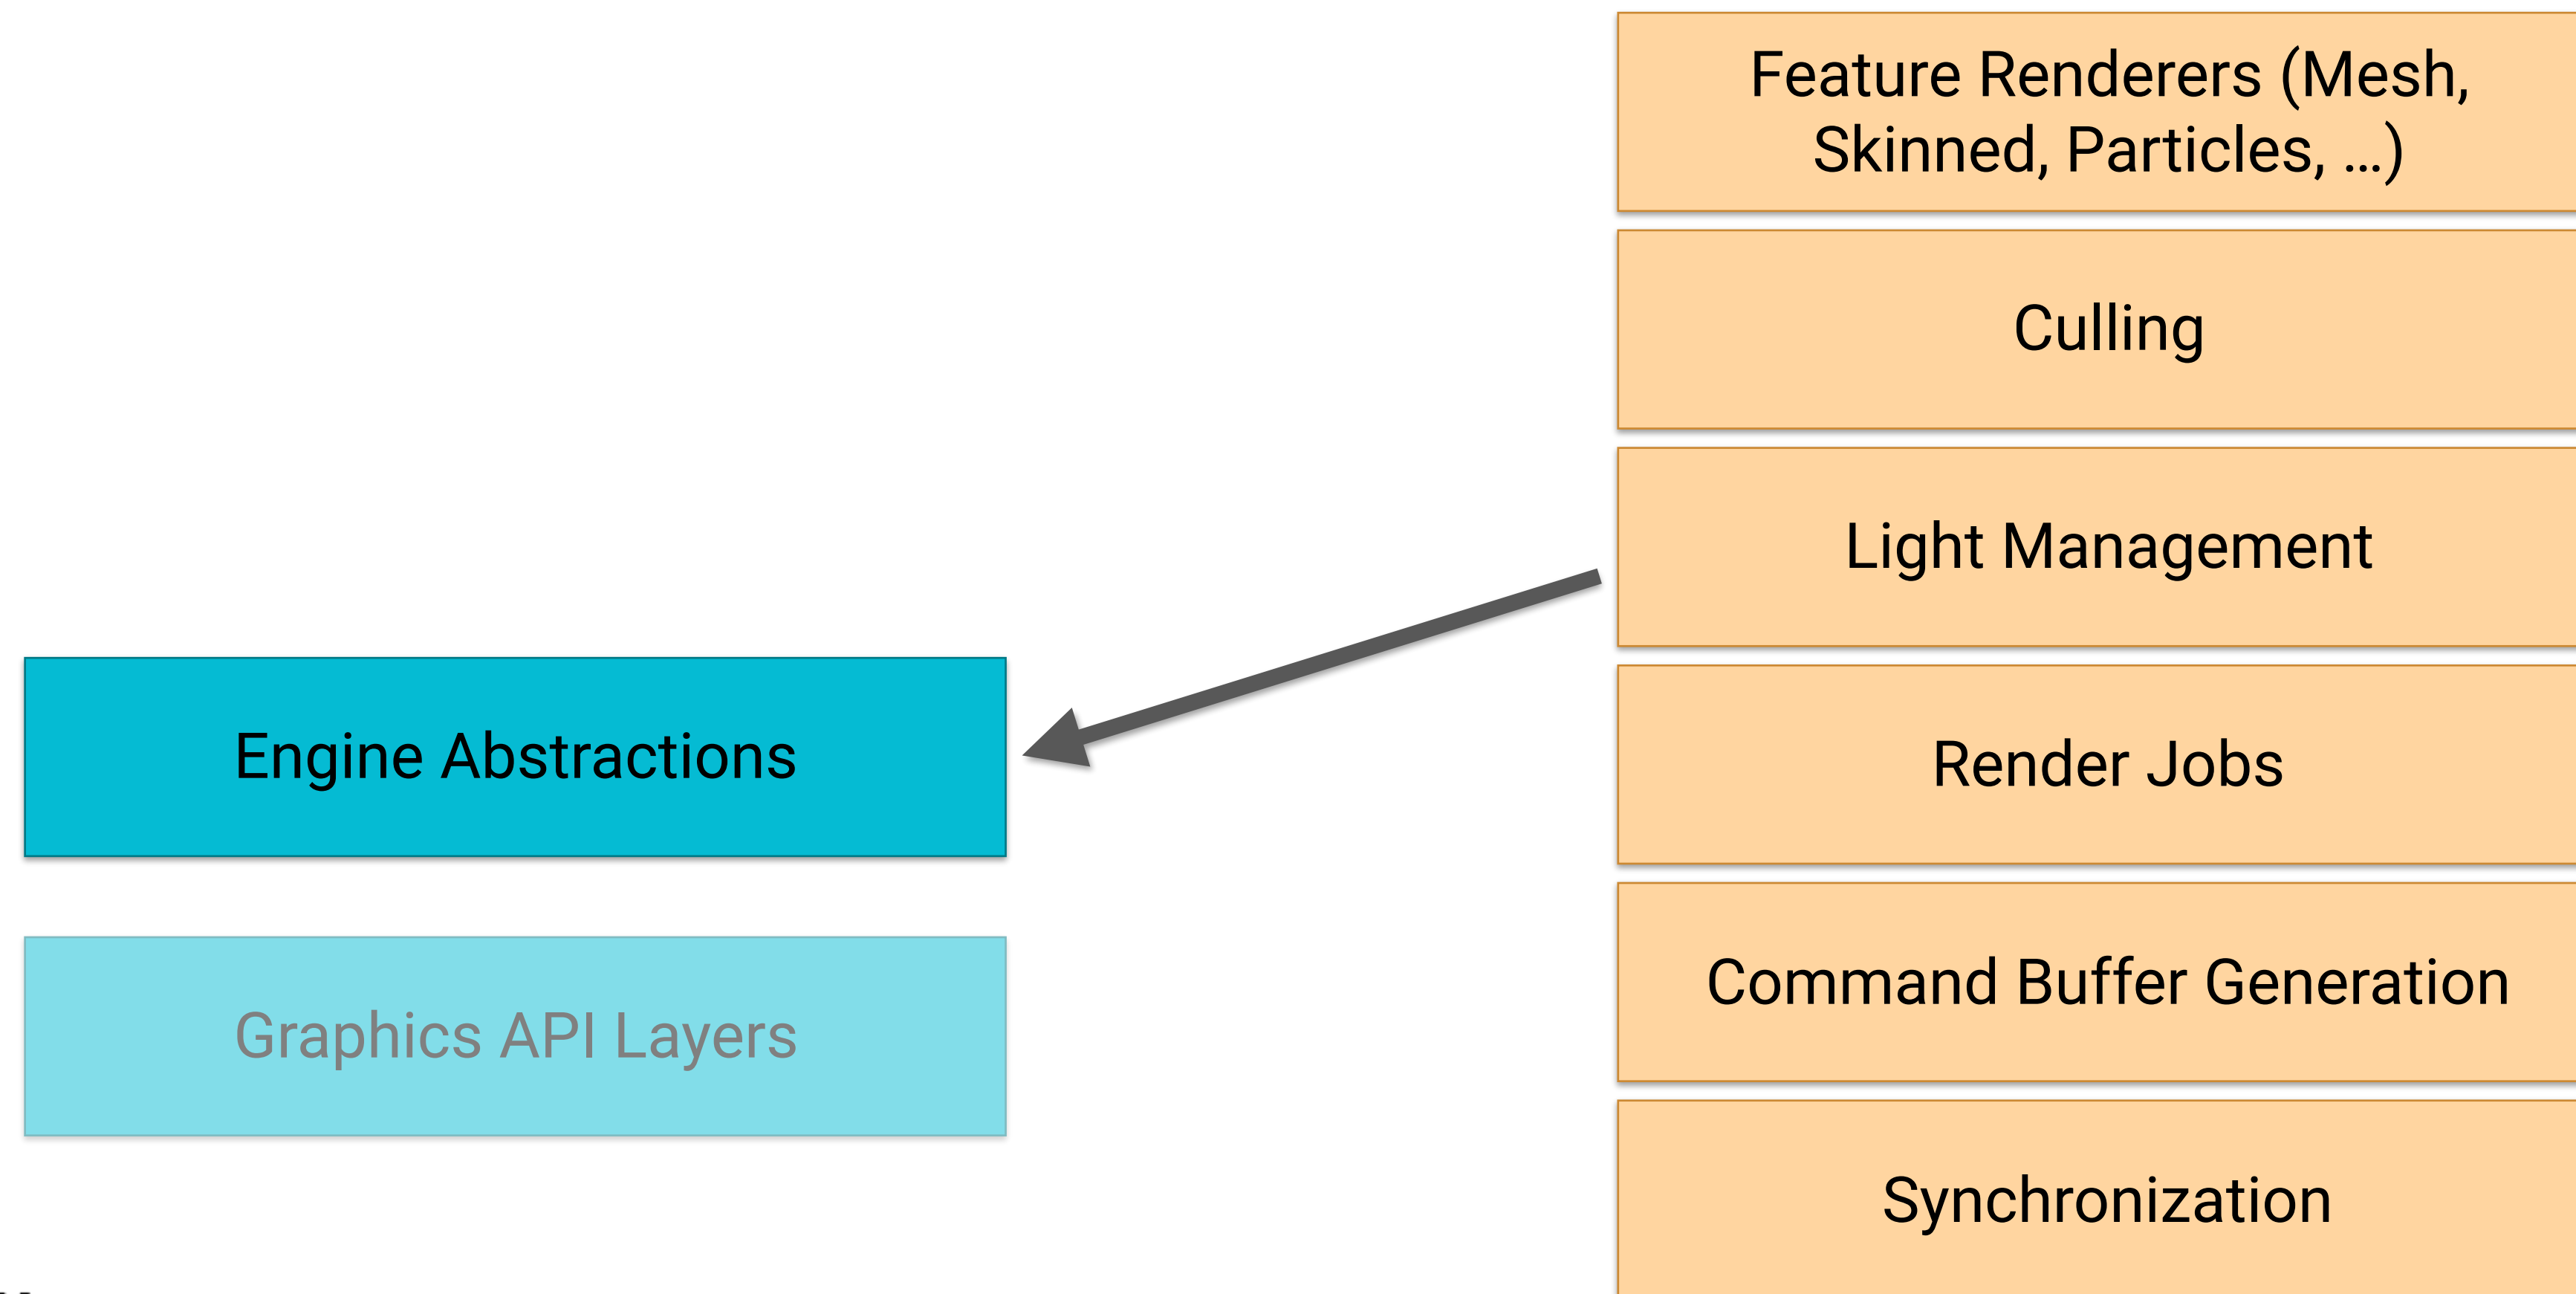 Feature Renderers (Mesh,
Skinned, Particles, ...)
Culling
Light Management
Engine Abstractions
Render Jobs
Graphics API Layers
Command Buffer Generation
Synchronization